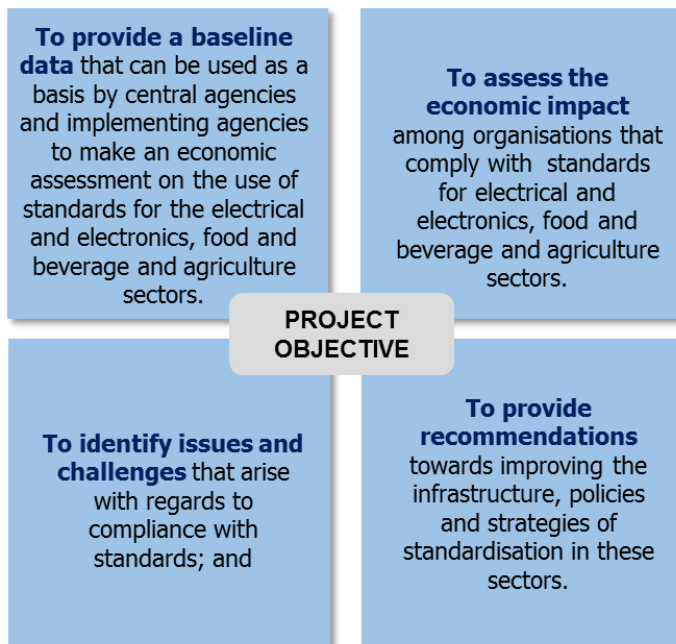 To provide a baseline
data that can be used as a
basis by central agencies
and implementing agencies
to make an economic
assessment on the use of
standards for the electrical
and electronics, food and
beverage and agriculture
sectors.
To assess the
economic impact
among organisations that
comply with standards
for electrical and
electronics, food and
beverage and agriculture
sectors.
PROJECT
OBJECTIVE
To identify issues and
challenges that arise
with regards to
compliance with
standards; and
To provide
recommendations
towards improving the
infrastructure, policies
and strategies of
standardisation in these
sectors.